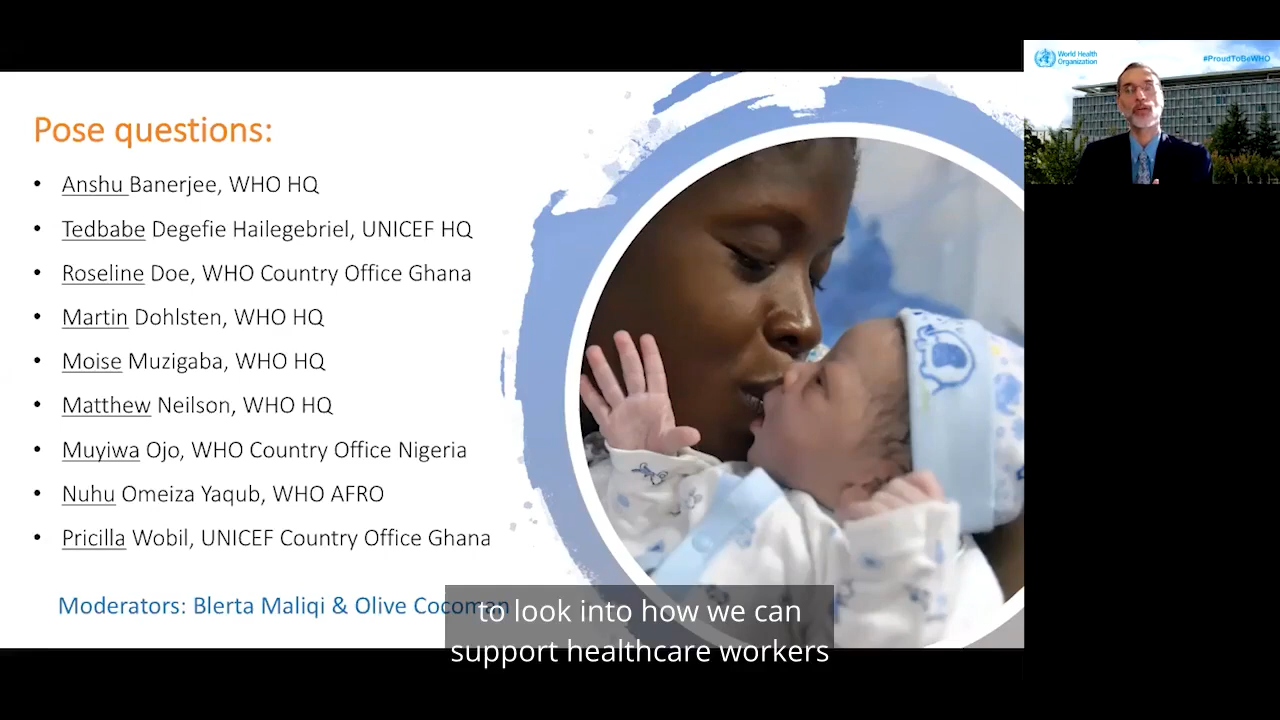 Pose questions:
• Anshu Banerjee, WHO HQ
• Tedbabe Degefie Hailegebriel, UNICEF HQ
• Roseline Doe, WHO Country Office Ghana
• Martin Dohlsten, WHO HQ
• Moise Muzigaba, WHO HQ
• Matthew Neilson, WHO HQ
• Muyiwa Ojo, WHO Country Office Nigeria
• Nuhu Omeiza Yaqub, WHO AFRO
• Pricilla Wobil, UNICEF Country Office Ghana
Moderators: Blerta Maliqi & Olive Cocoman
to look into how we can
support healthcare workers
World Health
Organization
#ProudToBeWHO